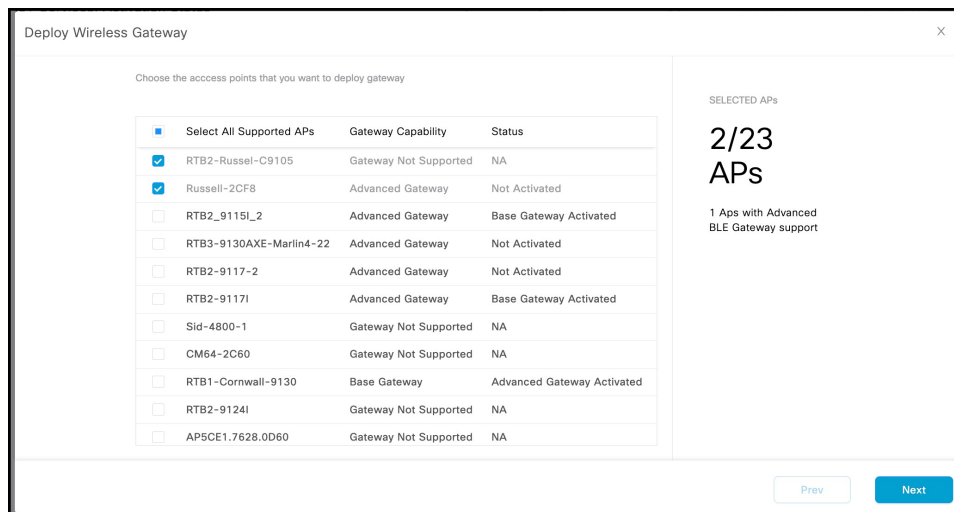 Deploy Wireless Gateway
Choose the acccess points that you want to deploy gateway
Select All Supported APs Gateway Capability Status
RTB2-Russel-C9105 Gateway Not Supported NA
Russell-2CF8 Advanced Gateway Not Activated
RTB2_9115I_2 Advanced Gateway Base Gateway Activated
RTB3-9130AXE-Marlin4-22 Advanced Gateway Not Activated
RTB2-9117-2 Advanced Gateway Not Activated
RTB2-9117I Advanced Gateway Base Gateway Activated
Sid-4800-1 Gateway Not Supported NA
CM64-2C60 Gateway Not Supported NA
RTB1-Cornwall-9130 Base Gateway Advanced Gateway Activated
RTB2-9124I Gateway Not Supported NA
AP5CE1.7628.0D60 Gateway Not Supported NA
SELECTED APs
2/23
APs
1 Aps with Advanced
BLE Gateway support
Prev Next